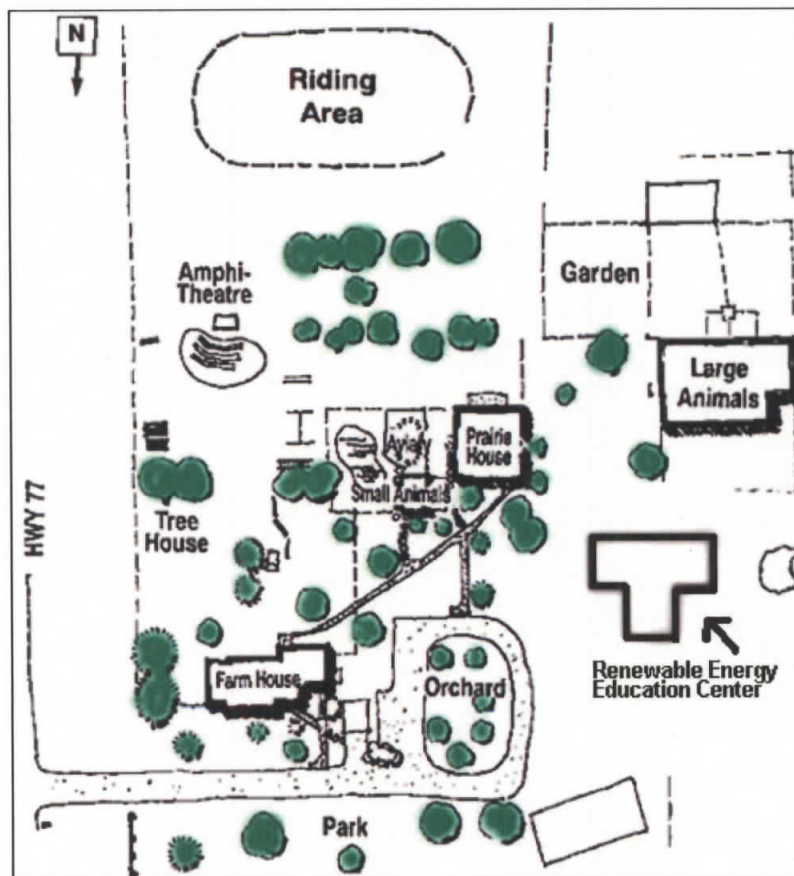 N
Riding
Area
Amphi-
Theatre
Garden
Large
Animals
Aviary
Prairie
House
Small Animals
Tree
House
HWY 77
Renewable Energy
Education Center
Farm House
Orchard
Park